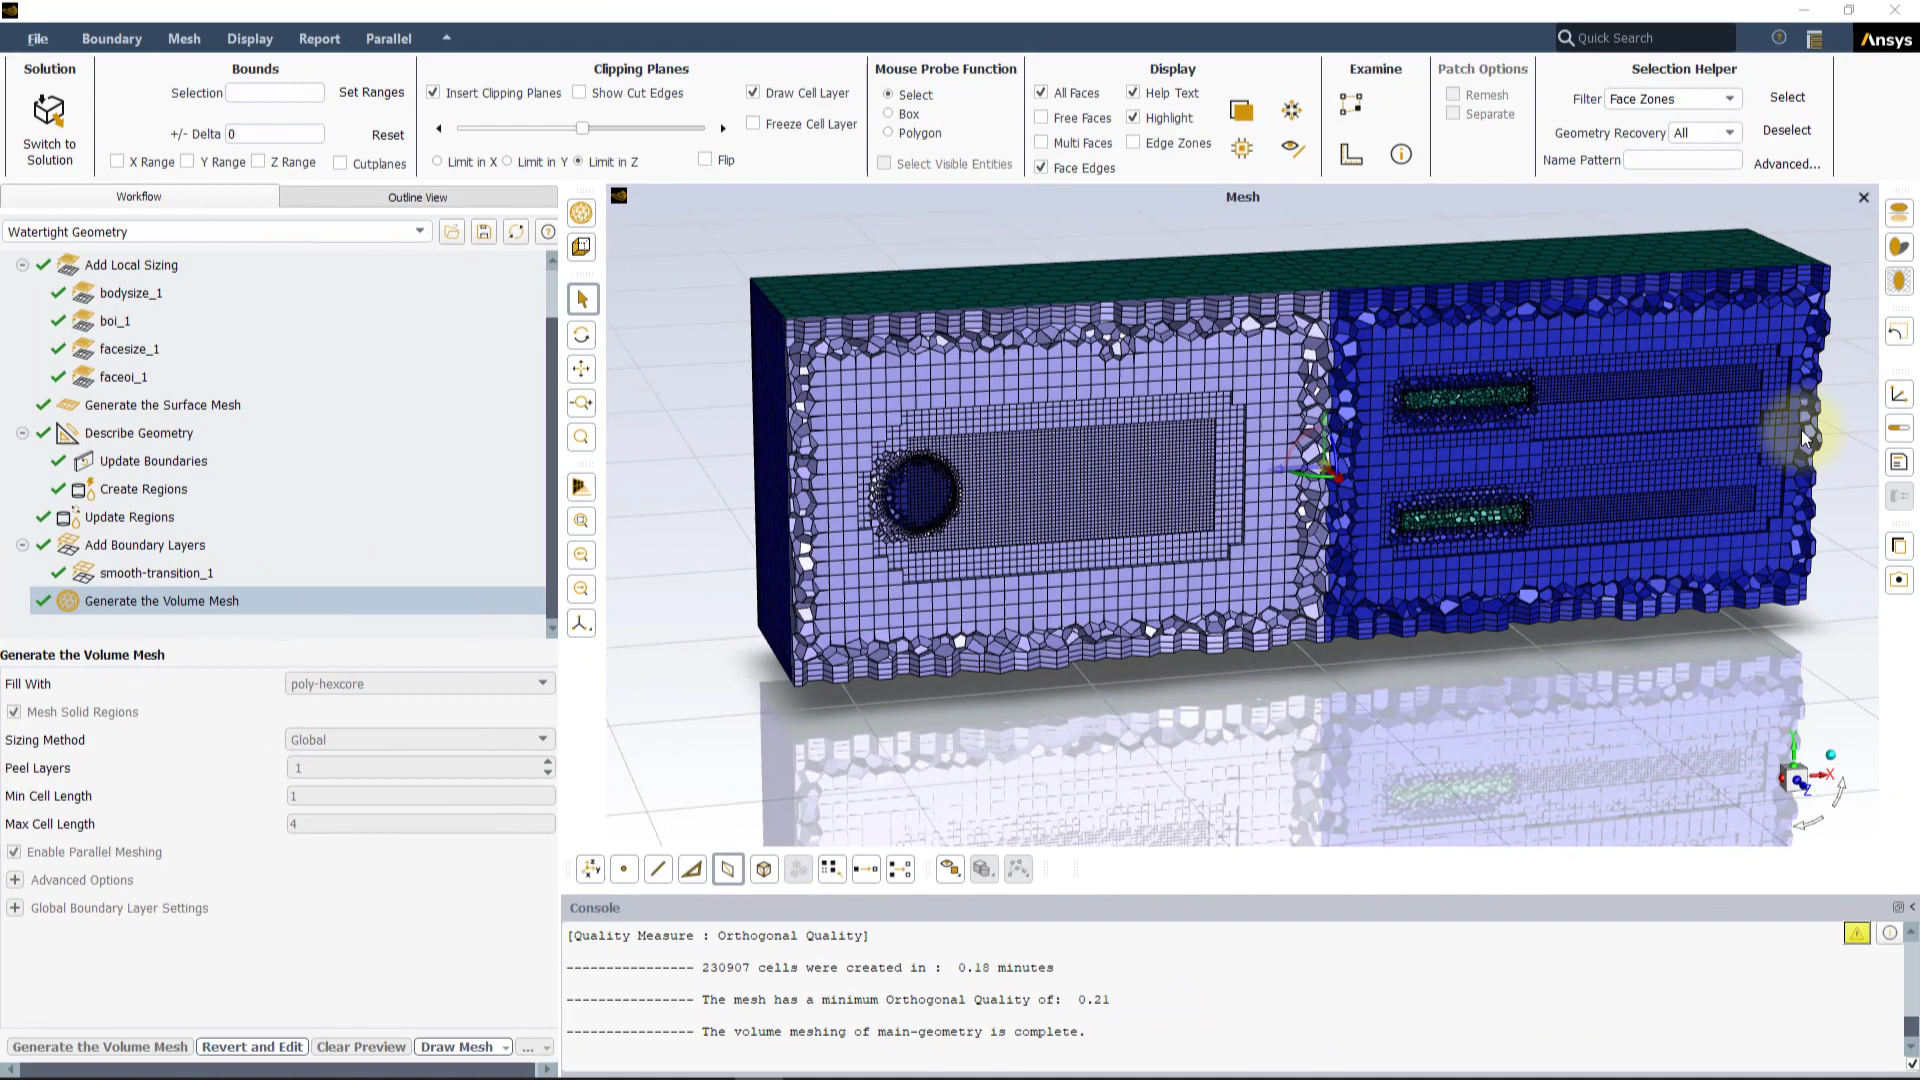 File Boundary Mesh Display Report Parallel
Quick Search
Ansys
Solution
Switch to
Solution
Bounds
Selection Set Ranges
+/- Delta 0 Reset
X Range Y Range Z Range Cutplanes
Clipping Planes
Insert Clipping Planes Show Cut Edges Draw Cell Layer
Freeze Cell Layer
Limit in X Limit in Y Limit in Z Flip
Mouse Probe Function
Select
Box
Polygon
Select Visible Entities
Display
All Faces Help Text
Free Faces Highlight
Multi Faces Edge Zones
Face Edges
Examine
Patch Options
Remesh
Separate
Selection Helper
Filter Face Zones Select
Geometry Recovery All Deselect
Name Pattern Advanced...
Workflow Outline View
Watertight Geometry
Add Local Sizing
bodysize_1
boi_1
facesize_1
faceoi_1
Generate the Surface Mesh
Describe Geometry
Update Boundaries
Create Regions
Update Regions
Add Boundary Layers
smooth-transition_1
Generate the Volume Mesh
Generate the Volume Mesh
Fill With poly-hexcore
Mesh Solid Regions
Sizing Method Global
Peel Layers 1
Min Cell Length 1
Max Cell Length 4
Enable Parallel Meshing
Advanced Options
Global Boundary Layer Settings
Generate the Volume Mesh Revert and Edit Clear Preview Draw Mesh ...
Mesh
Y
X
Z
Console
[Quality Measure : Orthogonal Quality]
---------------- 230907 cells were created in :  0.18 minutes
---------------- The mesh has a minimum Orthogonal Quality of:  0.21
---------------- The volume meshing of main-geometry is complete.